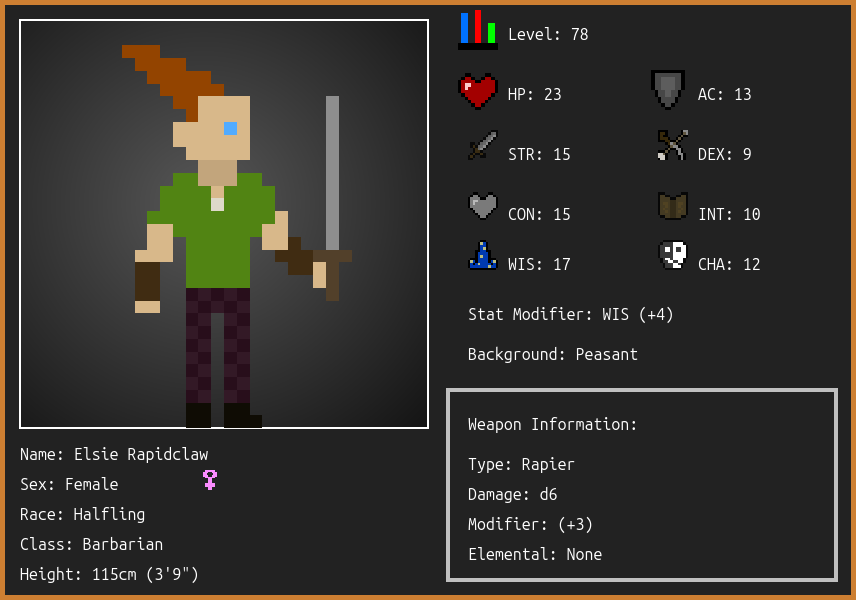 Level: 78
HP: 23
AC: 13
STR: 15
DEX: 9
CON: 15
INT: 10
WIS: 17
CHA: 12
Stat Modifier: WIS (+4)
Background: Peasant
Weapon Information:
Type: Rapier
Damage: d6
Modifier: (+3)
Elemental: None
Name: Elsie Rapidclaw
Sex: Female
Race: Halfling
Class: Barbarian
Height: 115cm (3'9")